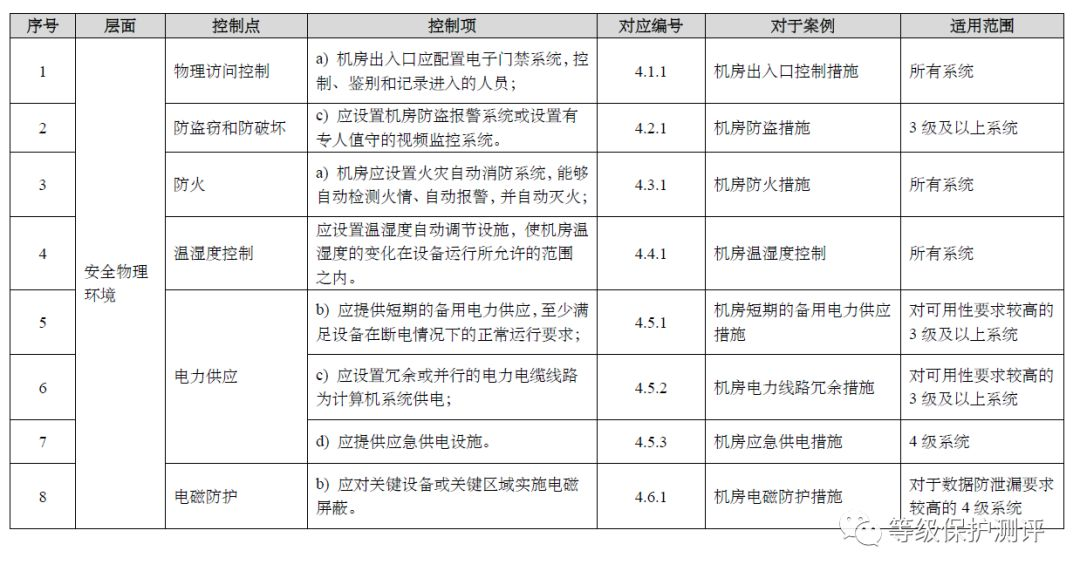 序号 层面 控制点 控制项 对应编号 对于案例 适用范围
1 物理访问控制 a) 机房出入口应配置电子门禁系统，控
制、鉴别和记录进入的人员； 4.1.1 机房出入口控制措施 所有系统
2 防盗窃和防破坏 c) 应设置机房防盗报警系统或设置有
专人值守的视频监控系统。 4.2.1 机房防盗措施 3 级及以上系统
3 防火 a) 机房应设置火灾自动消防系统，能够
自动检测火情、自动报警，并自动灭火； 4.3.1 机房防火措施 所有系统
安全物理
环境
4 温湿度控制 应设置温湿度自动调节设施，使机房温
湿度的变化在设备运行所允许的范围
之内。 4.4.1 机房温湿度控制 所有系统
电力供应
5 b) 应提供短期的备用电力供应，至少满
足设备在断电情况下的正常运行要求； 4.5.1 机房短期的备用电力供应
措施 对可用性要求较高的
3 级及以上系统
6 c) 应设置冗余或并行的电力电缆线路
为计算机系统供电； 4.5.2 机房电力线路冗余措施 对可用性要求较高的
3 级及以上系统
7 d) 应提供应急供电设施。 4.5.3 机房应急供电措施 4 级系统
8 电磁防护 b) 应对关键设备或关键区域实施电磁
屏蔽。 4.6.1 机房电磁防护措施 对于数据防泄漏要求
较高的 4 级系统
等级保护测评